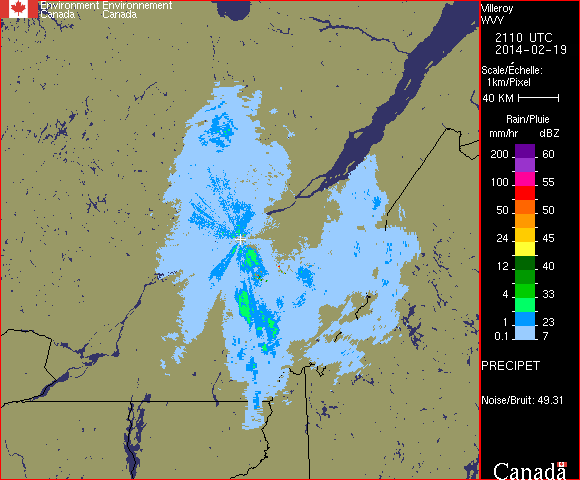 Environment Environnement
Canada Canada
Villeroy
WVY
2110 UTC
2014-02-19
Scale/Échelle:
1km/Pixel
40 KM
Rain/Pluie
mm/hr dBZ
200 60
100 55
50 50
24 45
12 40
4 33
1 23
0.1 7
PRECIPET
Noise/Bruit: 49.31
Canada